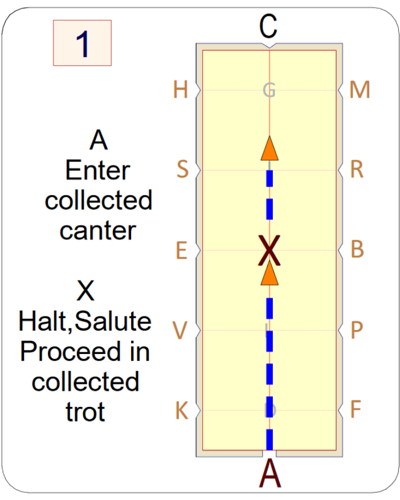 1
C
H G M
A
Enter
collected
canter
S R
E X B
X
Halt,Salute
Proceed in
collected
trot
V L P
K D F
A